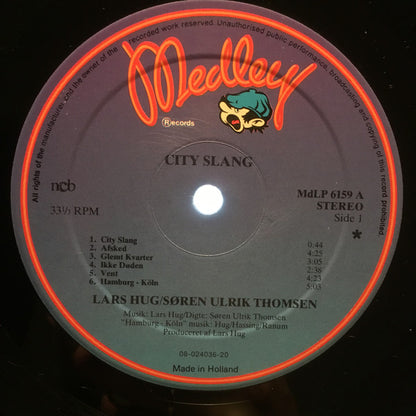 All rights of the manufacturer and the owner of the recorded work reserved. Unauthorised public performance, broadcasting and copying of this record prohibited
Medley
Records
CITY SLANG
ncb
33⅓ RPM
MdLP 6159 A
STEREO
Side 1
*
1. City Slang 0:44
2. Afsked 4:25
3. Glemt Kvarter 3:05
4. Ikke Døden 2:38
5. Vent 4:23
6. Hamburg - Köln 5:03
LARS HUG/SØREN ULRIK THOMSEN
Musik: Lars Hug/Digte: Søren Ulrik Thomsen
"Hamburg - Köln" musik: Hug/Hassing/Ranum
Produceret af Lars Hug
08-024036-20
Made in Holland